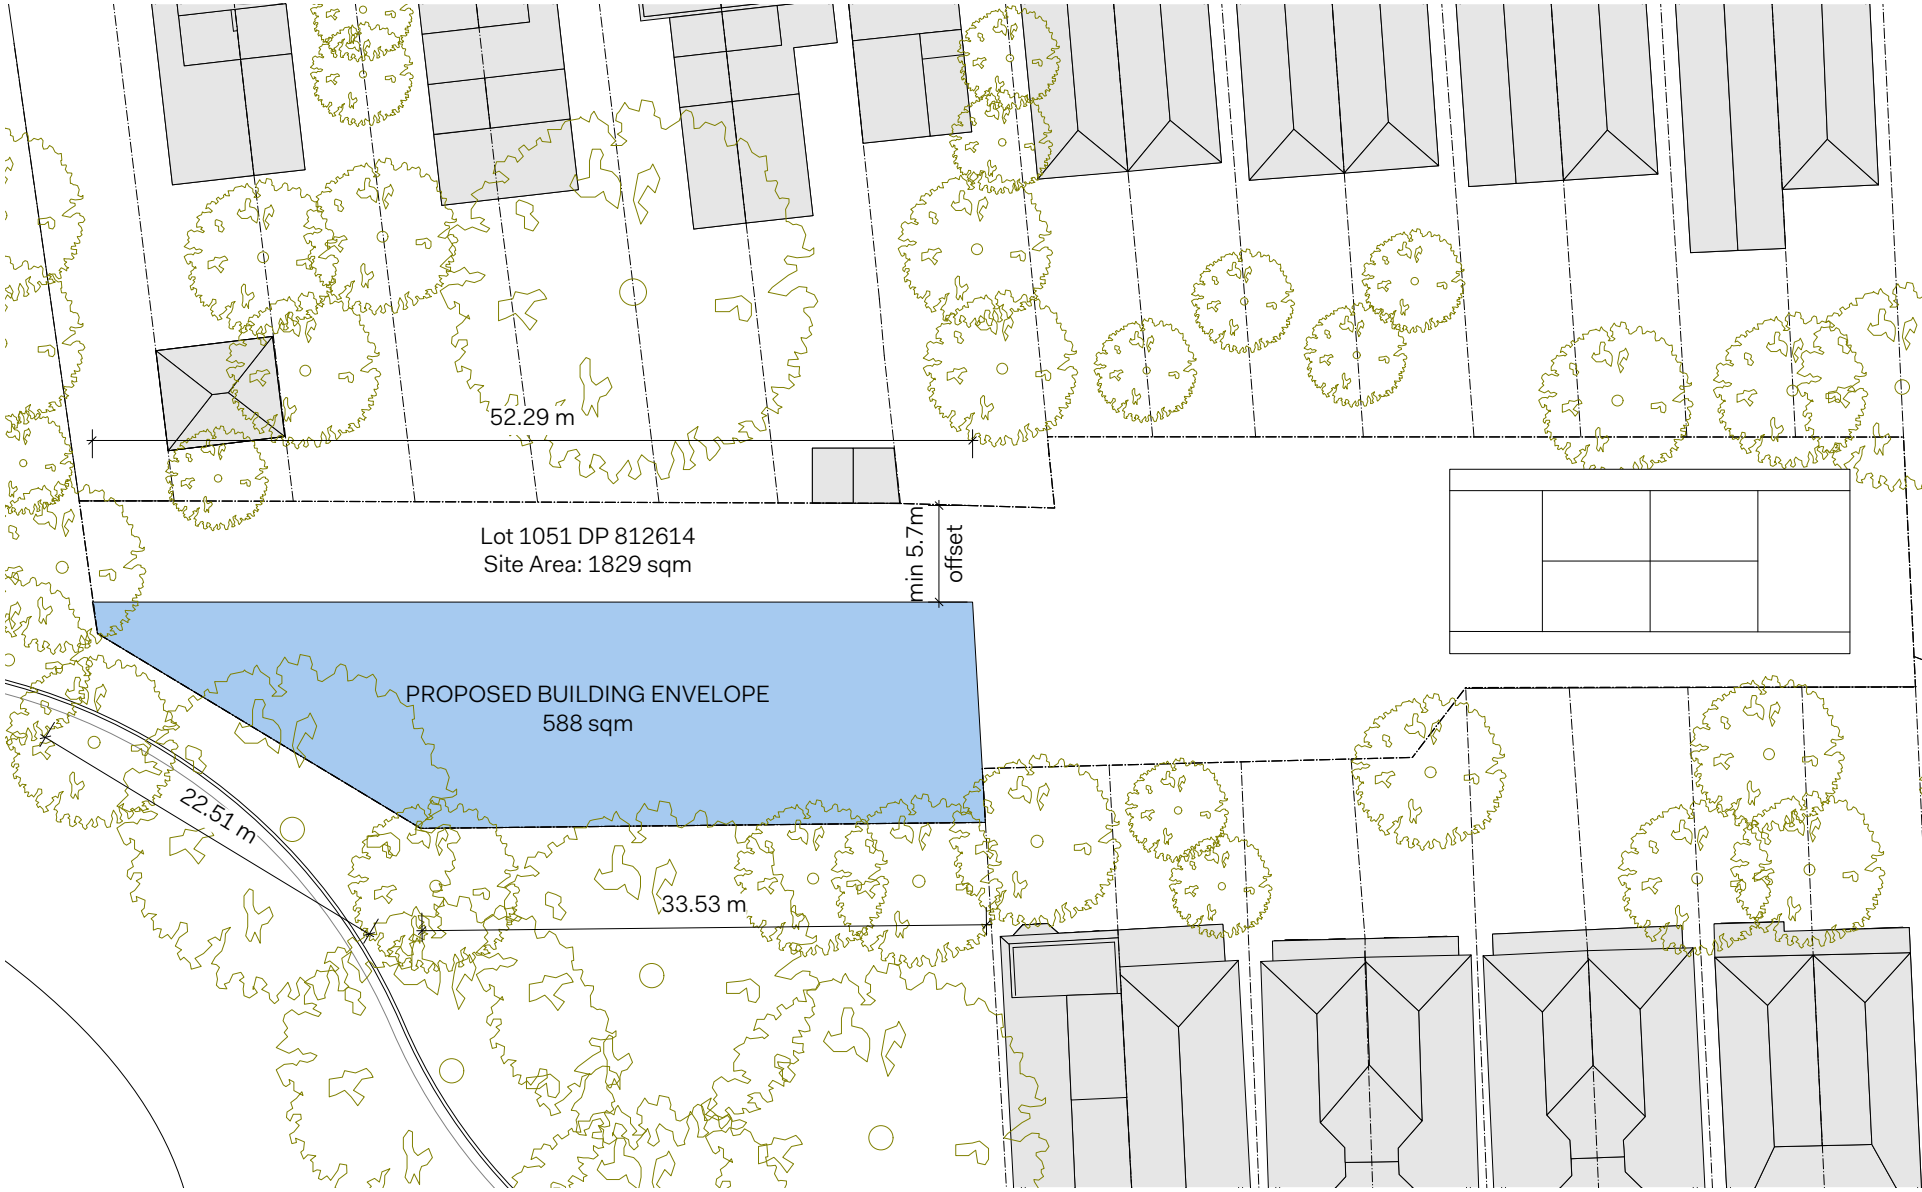 52.29 m
Lot 1051 DP 812614
Site Area: 1829 sqm
min 5.7m
offset
PROPOSED BUILDING ENVELOPE
588 sqm
22.51 m
33.53 m